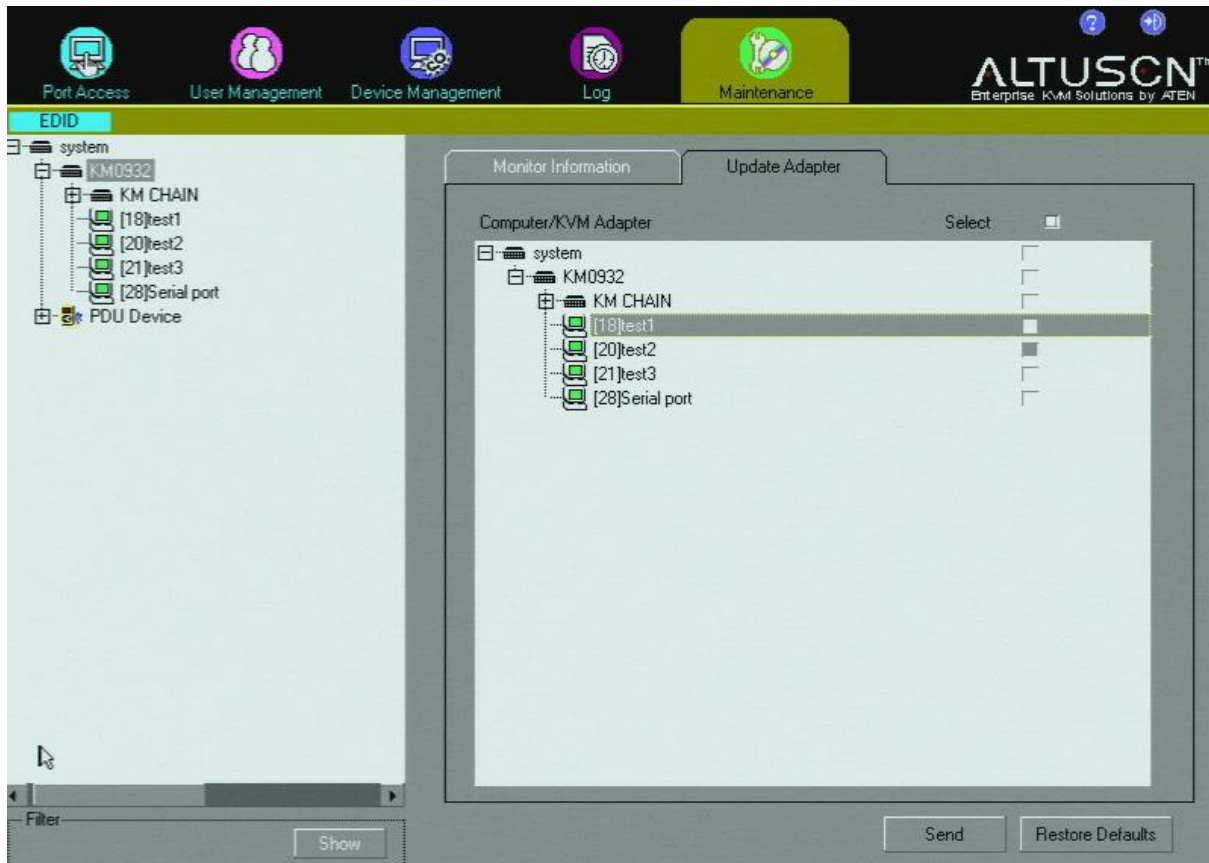 Port Access
User Management
Device Management
Log
Maintenance
ALTUSCN™
Enterprise KVM Solutions by ATEN
EDID
system
KM0932
KM CHAIN
[18]test1
[20]test2
[21]test3
[28]Serial port
PDU Device
Filter
Show
Monitor Information
Update Adapter
Computer/KVM Adapter
Select
system
KM0932
KM CHAIN
[18]test1
[20]test2
[21]test3
[28]Serial port
Send
Restore Defaults